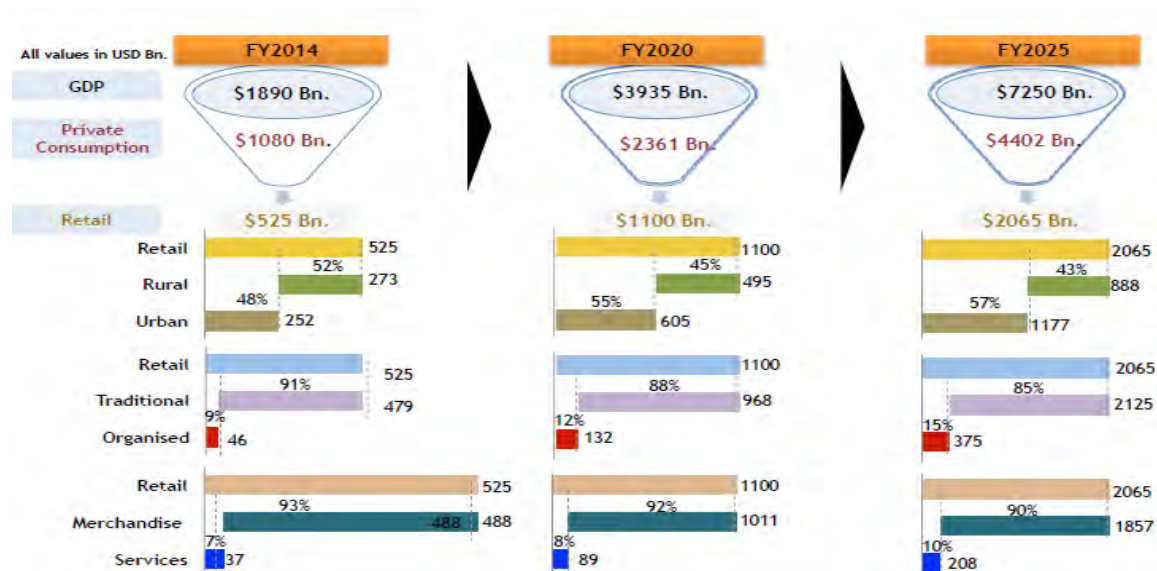 All values in USD Bn. FY2014 FY2020 FY2025
GDP $1890 Bn. $3935 Bn. $7250 Bn.
Private Consumption $1080 Bn. $2361 Bn. $4402 Bn.
Retail $525 Bn. $1100 Bn. $2065 Bn.
Retail 525 1100 2065
52% 45% 43%
Rural 273 495 888
48% 55% 57%
Urban 252 605 1177
Retail 525 1100 2065
91% 88% 85%
Traditional 479 968 2125
9% 12% 15%
Organised 46 132 375
Retail 525 1100 2065
93% 92% 90%
Merchandise 488 488 1011 1857
7% 8% 10%
Services 37 89 208